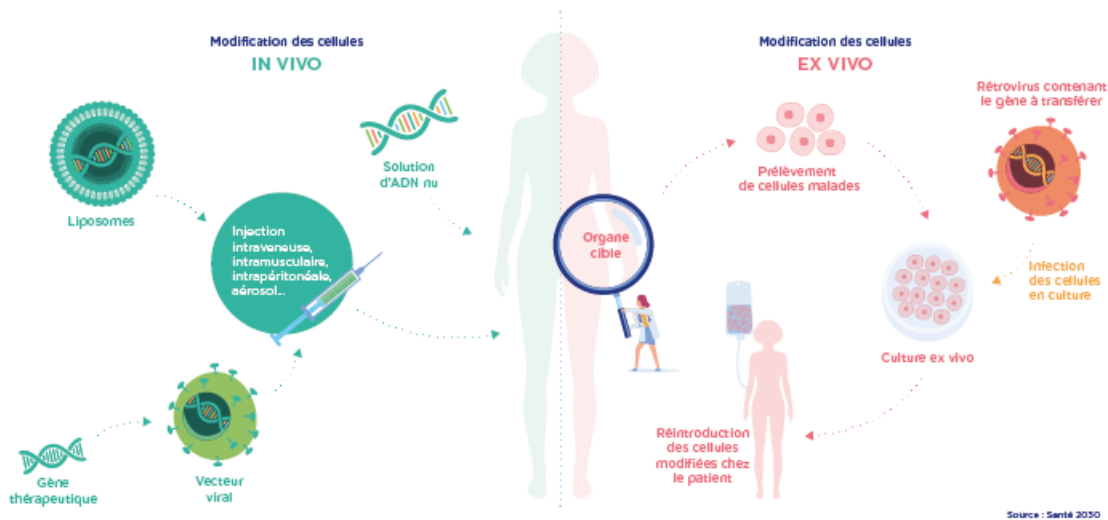 Modification des cellules
IN VIVO
Liposomes
Solution
d'ADN nu
Injection
intraveneuse,
intramusculaire,
intrapéritonéale,
aérosol...
Gène
thérapeutique
Vecteur
viral
Organe
cible
Modification des cellules
EX VIVO
Rétrovirus contenant
le gène à transférer
Prélèvement
de cellules malades
Infection
des cellules
en culture
Culture ex vivo
Réintroduction
des cellules
modifiées chez
le patient
Source : Santé 2030